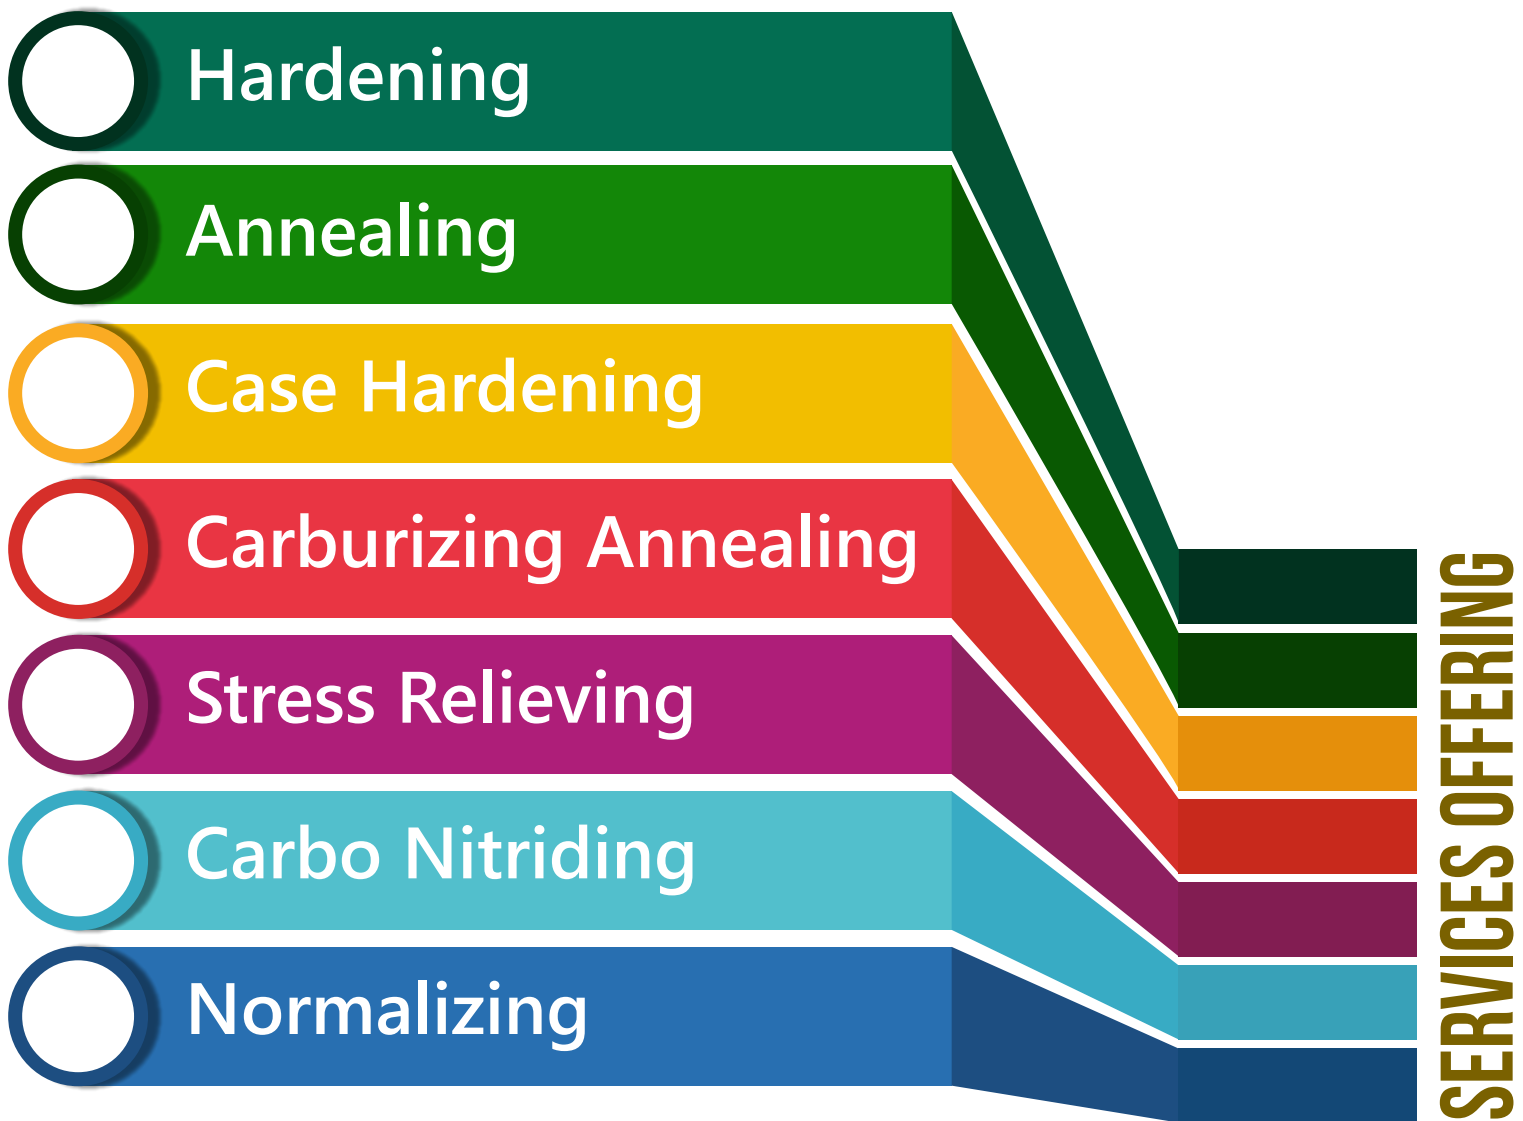 Hardening
Annealing
Case Hardening
Carburizing Annealing
Stress Relieving
Carbo Nitriding
Normalizing
SERVICES OFFERING